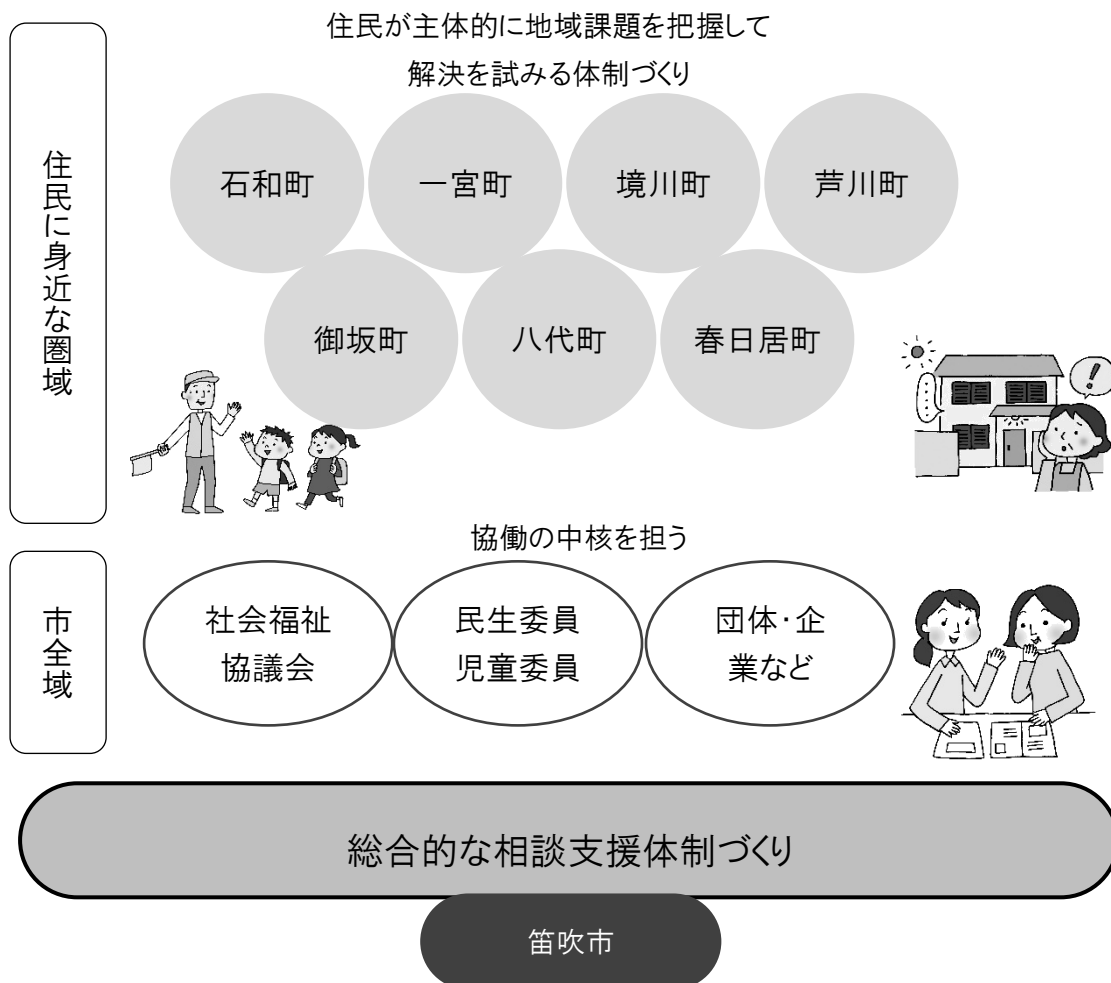 住民が主体的に地域課題を把握して
解決を試みる体制づくり
住民に身近な圏域
石和町
一宮町
境川町
芦川町
御坂町
八代町
春日居町
!
協働の中核を担う
市全域
社会福祉
協議会
民生委員
児童委員
団体・企
業など
総合的な相談支援体制づくり
笛吹市